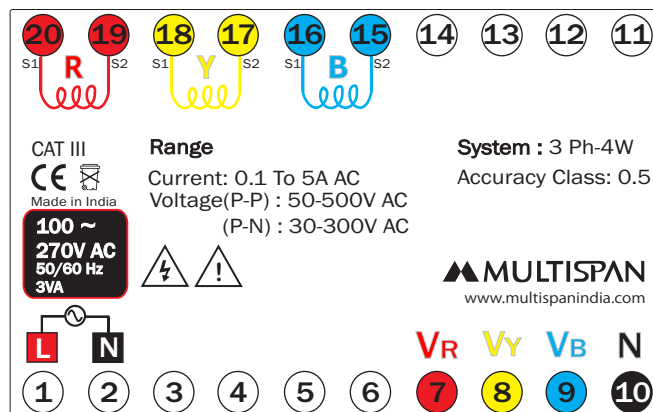 20 19 18 17 16 15 14 13 12 11
S1 R S2 S1 Y S2 S1 B S2
CAT III
CE
Made in India
100 ~
270V AC
50/60 Hz
3VA
Range
Current: 0.1 To 5A AC
Voltage(P-P) : 50-500V AC
(P-N) : 30-300V AC
System : 3 Ph-4W
Accuracy Class: 0.5
MULTISPAN
www.multispanindia.com
L N
VR VY VB N
1 2 3 4 5 6 7 8 9 10